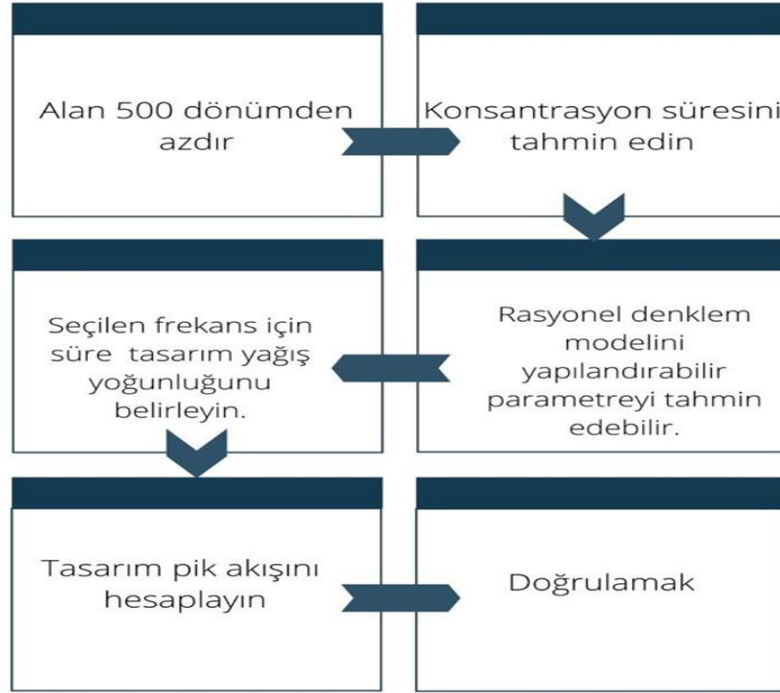 Alan 500 dönümden
azdır
Konsantrasyon süresini
tahmin edin
Rasyonel denklem
modelini
yapılandırabilir
parametreyi tahmin
edebilir.
Seçilen frekans için
süre tasarım yağış
yoğunluğunu
belirleyin.
Tasarım pik akışını
hesaplayın
Doğrulamak